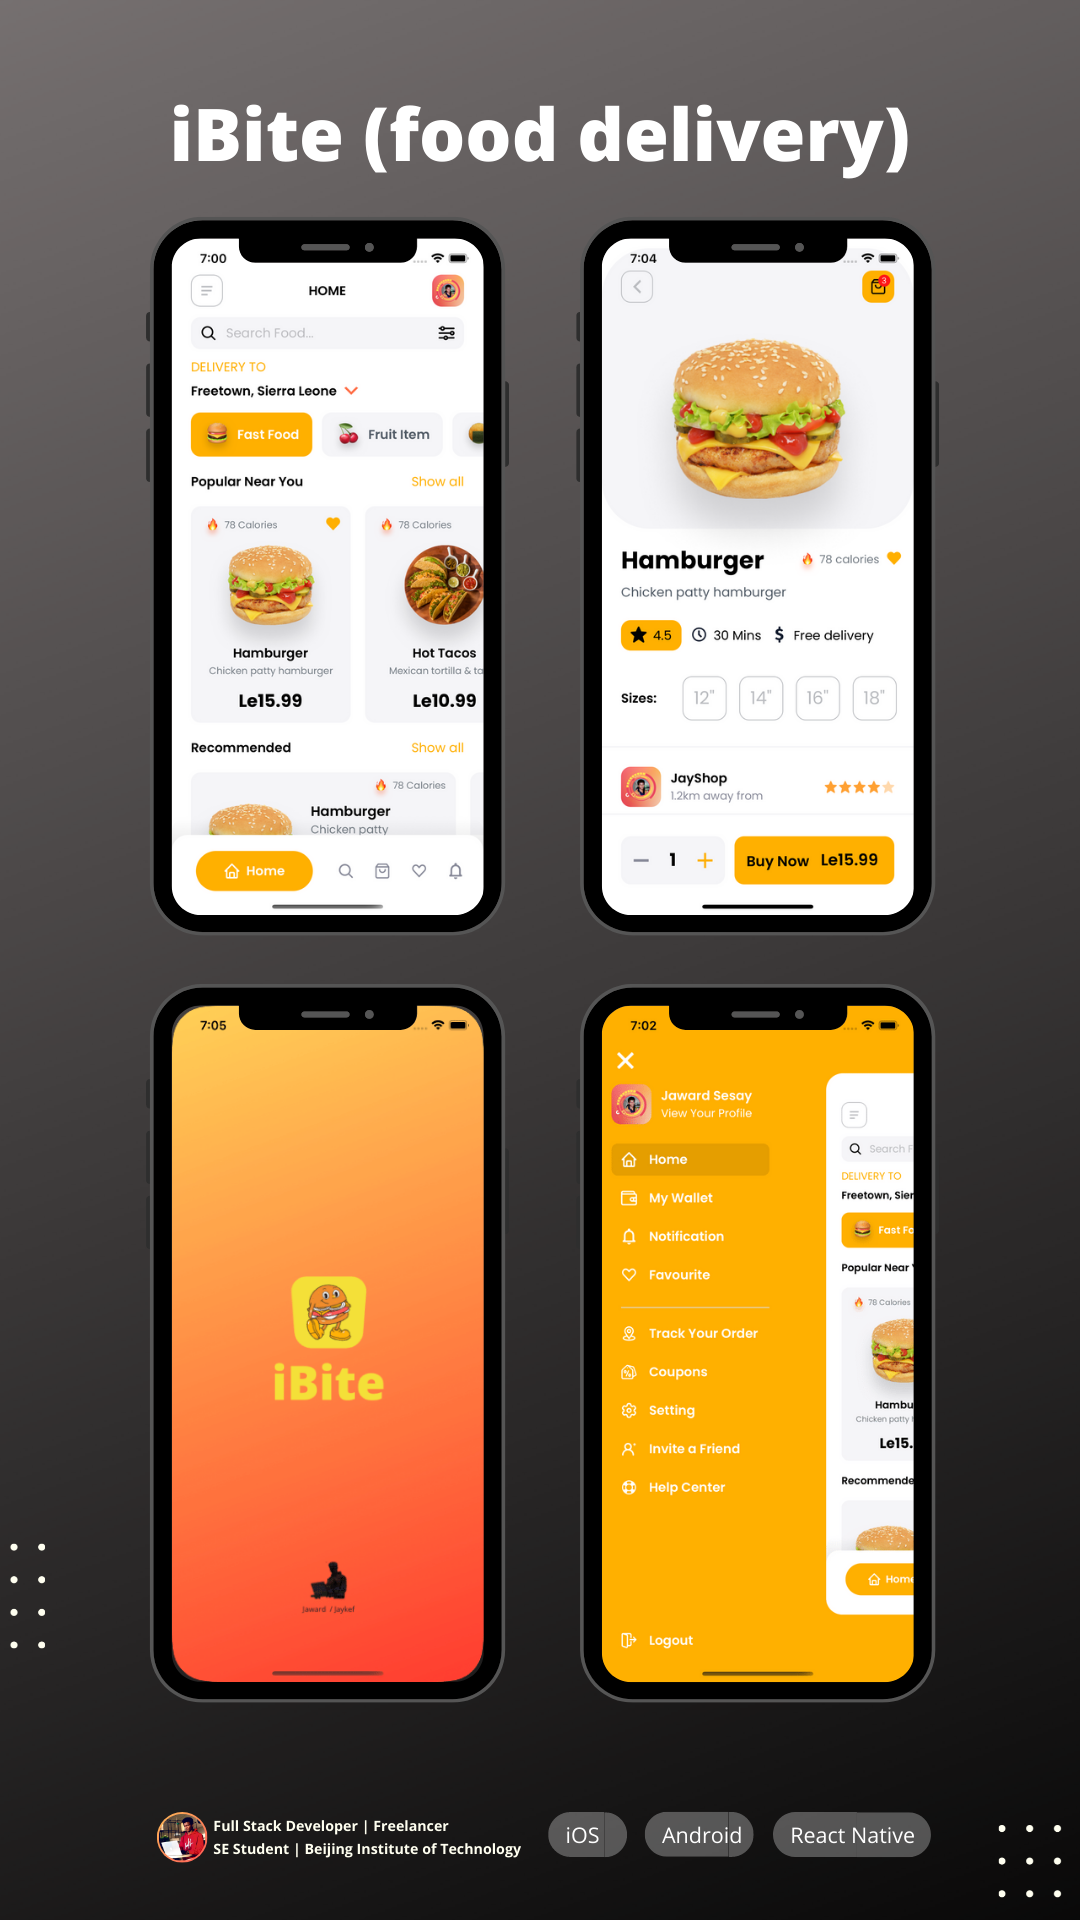 iBite (food delivery)
7:00
HOME
Search Food...
DELIVERY TO
Freetown, Sierra Leone
Fast Food
Fruit Item
Popular Near You
Show all
78 Calories
78 Calories
Hamburger
Hot Tacos
Chicken patty hamburger
Mexican tortilla & ta
Le15.99
Le10.99
Recommended
Show all
78 Calories
Hamburger
Chicken patty
Home
7:04
3
Hamburger
78 calories
Chicken patty hamburger
4.5
30 Mins
$ Free delivery
Sizes:
12"
14"
16"
18"
JayShop
1.2km away from
1
Buy Now Le15.99
7:05
iBite
Jaward / Jaykef
7:02
Jaward Sesay
View Your Profile
Home
My Wallet
Notification
Favourite
Track Your Order
Coupons
Setting
Invite a Friend
Help Center
Logout
Search F
DELIVERY TO
Freetown, Sier
Fast Fo
Popular Near
78 Calories
Hambu
Chicken patty
Le15.
Recommende
Home
Full Stack Developer | Freelancer
SE Student | Beijing Institute of Technology
iOS
Android
React Native